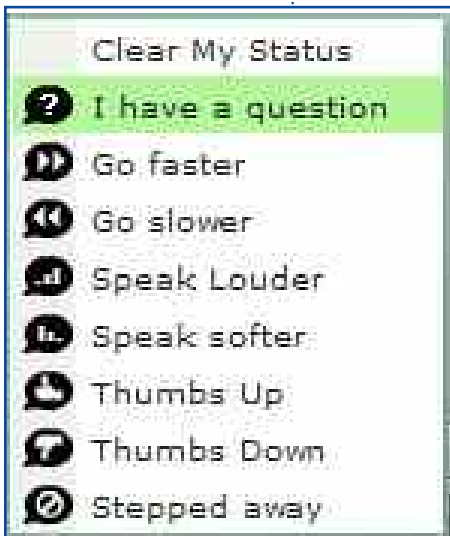 Clear My Status
I have a question
Go faster
Go slower
Speak Louder
Speak softer
Thumbs Up
Thumbs Down
Stepped away